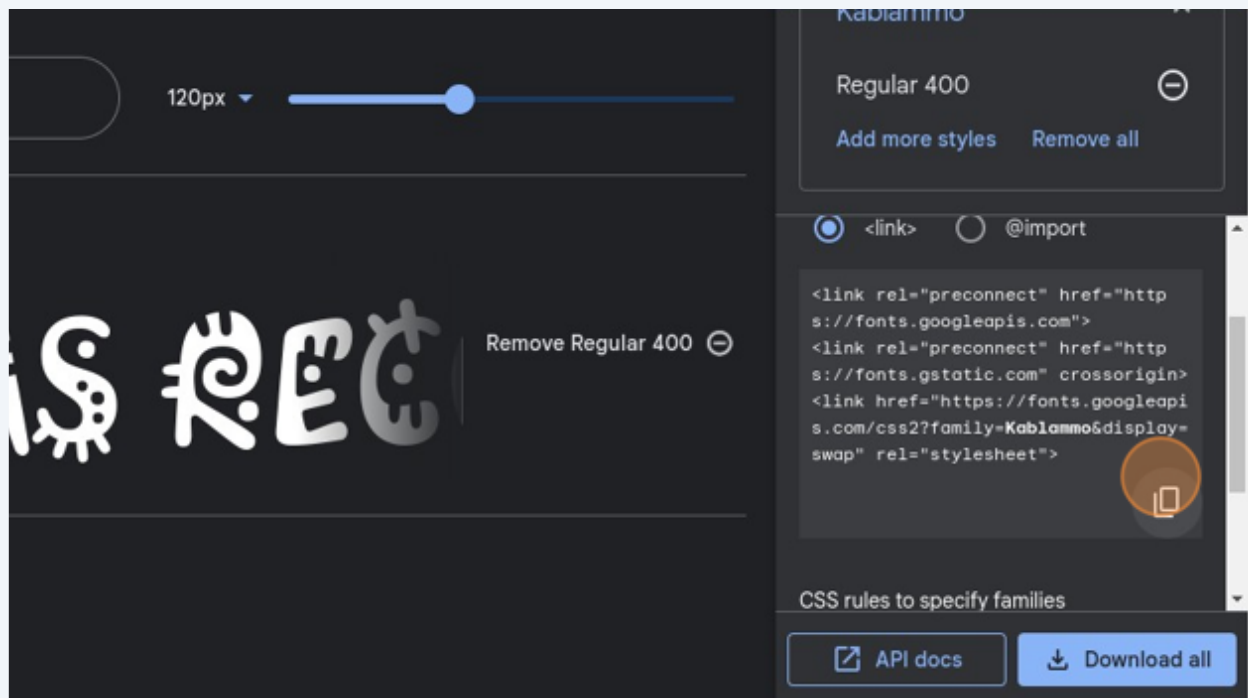 120px
AS REC
Remove Regular 400
Kablammo
Regular 400
Add more styles Remove all
<link> @import
<link rel="preconnect" href="http
s://fonts.googleapis.com">
<link rel="preconnect" href="http
s://fonts.gstatic.com" crossorigin>
<link href="https://fonts.googleapi
s.com/css2?family=Kablammo&display=
swap" rel="stylesheet">
CSS rules to specify families
API docs Download all